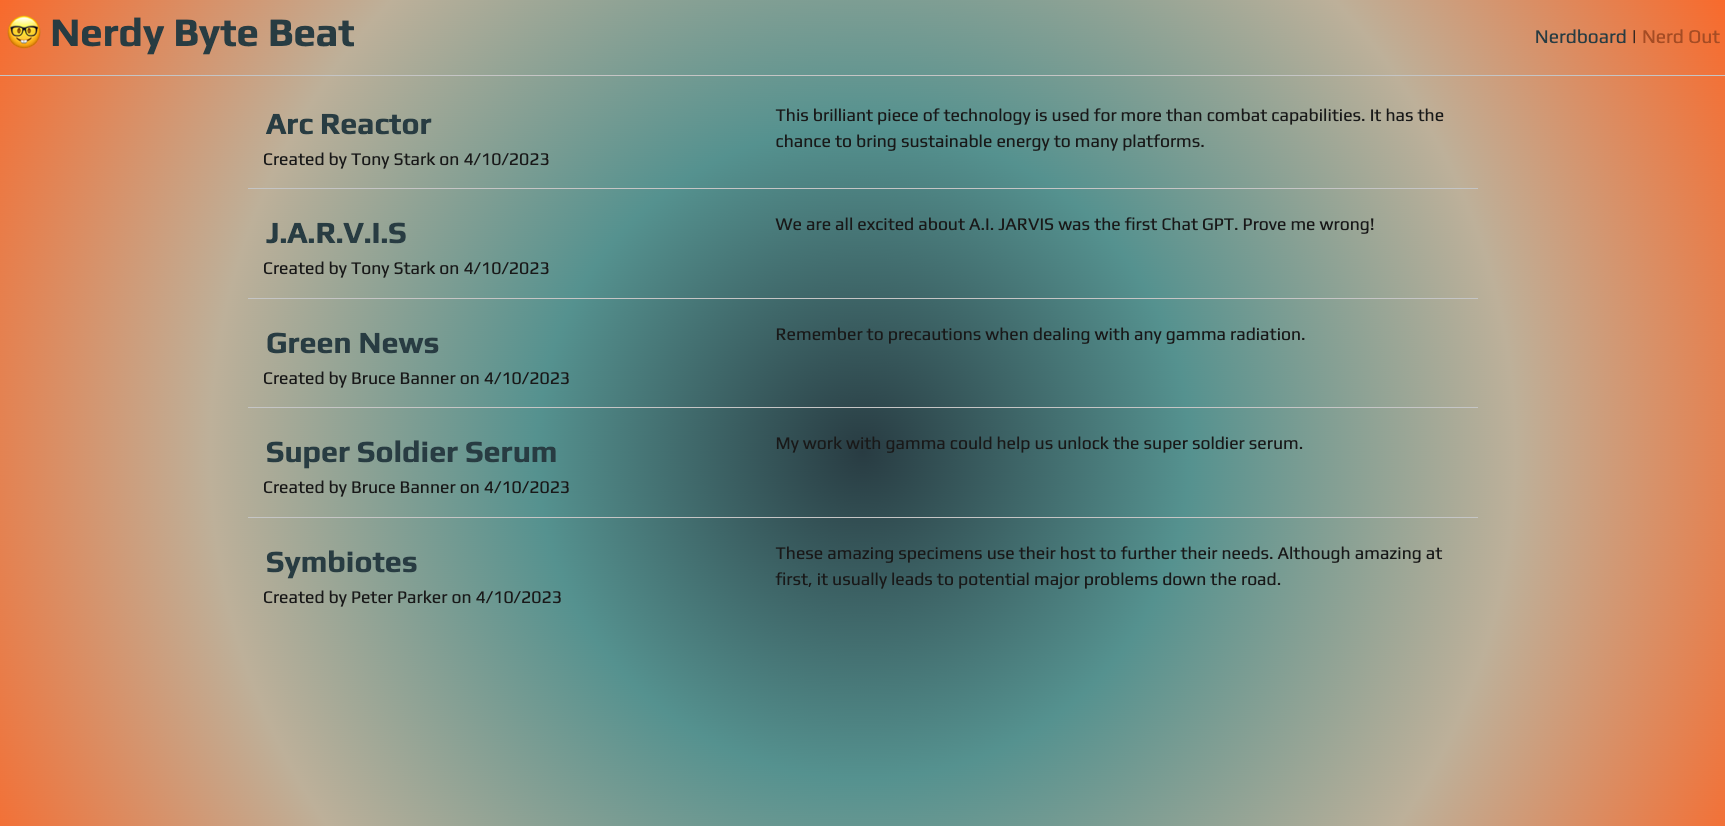 🤓 Nerdy Byte Beat
Nerdboard | Nerd Out
Arc Reactor
Created by Tony Stark on 4/10/2023
This brilliant piece of technology is used for more than combat capabilities. It has the
chance to bring sustainable energy to many platforms.
J.A.R.V.I.S
Created by Tony Stark on 4/10/2023
We are all excited about A.I. JARVIS was the first Chat GPT. Prove me wrong!
Green News
Created by Bruce Banner on 4/10/2023
Remember to precautions when dealing with any gamma radiation.
Super Soldier Serum
Created by Bruce Banner on 4/10/2023
My work with gamma could help us unlock the super soldier serum.
Symbiotes
Created by Peter Parker on 4/10/2023
These amazing specimens use their host to further their needs. Although amazing at
first, it usually leads to potential major problems down the road.